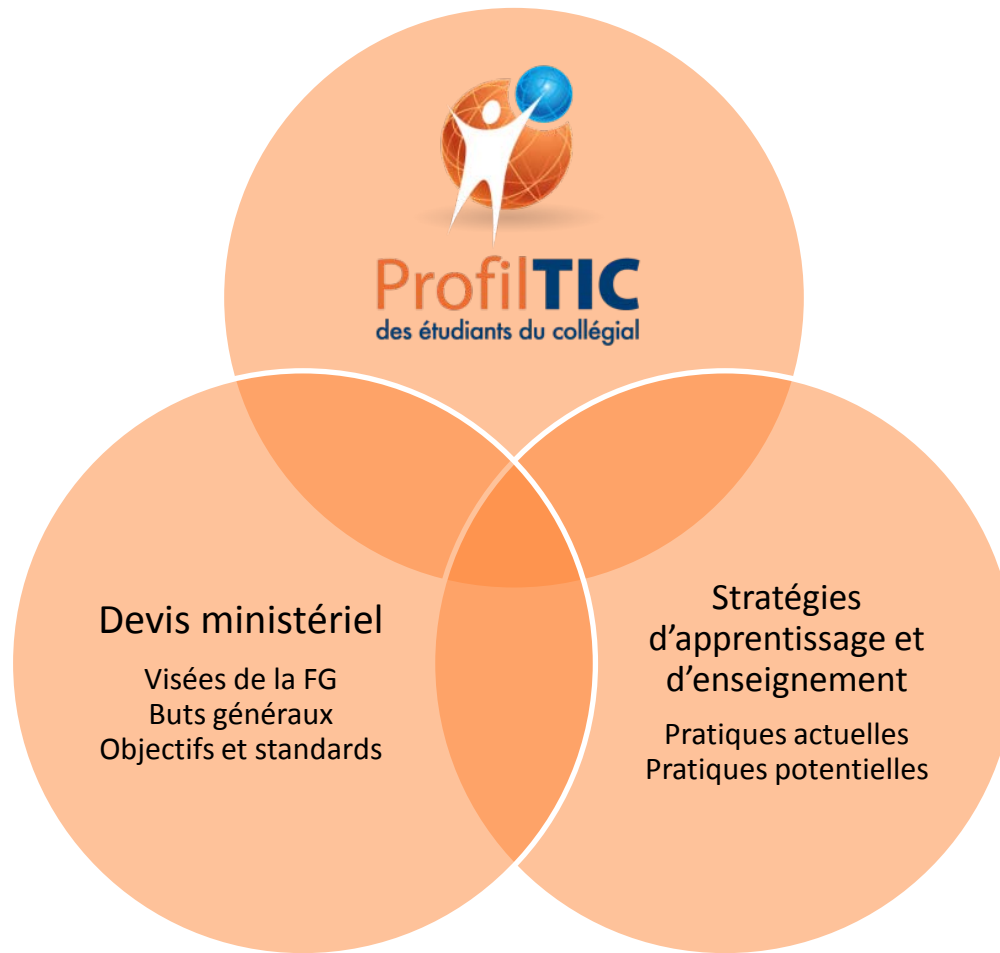 ProfilTIC
des étudiants du collégial
Devis ministériel
Visées de la FG
Buts généraux
Objectifs et standards
Stratégies
d’apprentissage et
d’enseignement
Pratiques actuelles
Pratiques potentielles